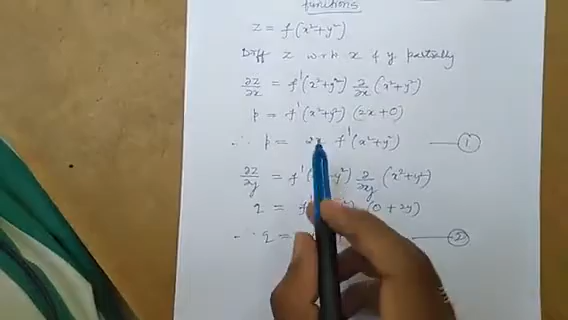 functions
z = f(x²+y²)
Diff z w.r.t x & y partially
∂z/∂x = f'(x²+y²) ∂/∂x (x²+y²)
p = f'(x²+y²) (2x+0)
∴ p = 2x f'(x²+y²) — ①
∂z/∂y = f'( y²) ∂/∂y (x²+y²)
q = f' (0+2y)
∴ q = — ②